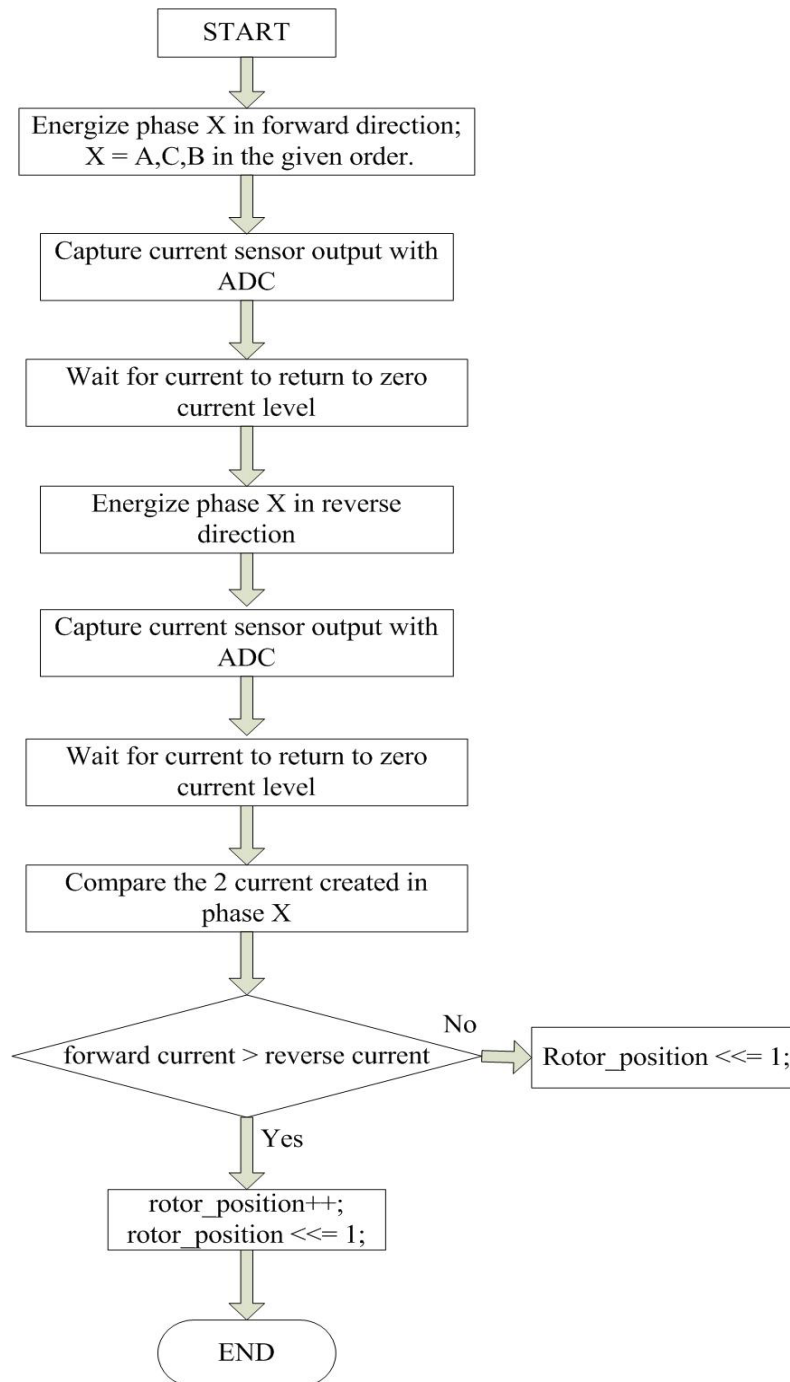 START
Energize phase X in forward direction;
X = A,C,B in the given order.
Capture current sensor output with
ADC
Wait for current to return to zero
current level
Energize phase X in reverse
direction
Capture current sensor output with
ADC
Wait for current to return to zero
current level
Compare the 2 current created in
phase X
forward current > reverse current
No
Rotor_position <<= 1;
Yes
rotor_position++;
rotor_position <<= 1;
END